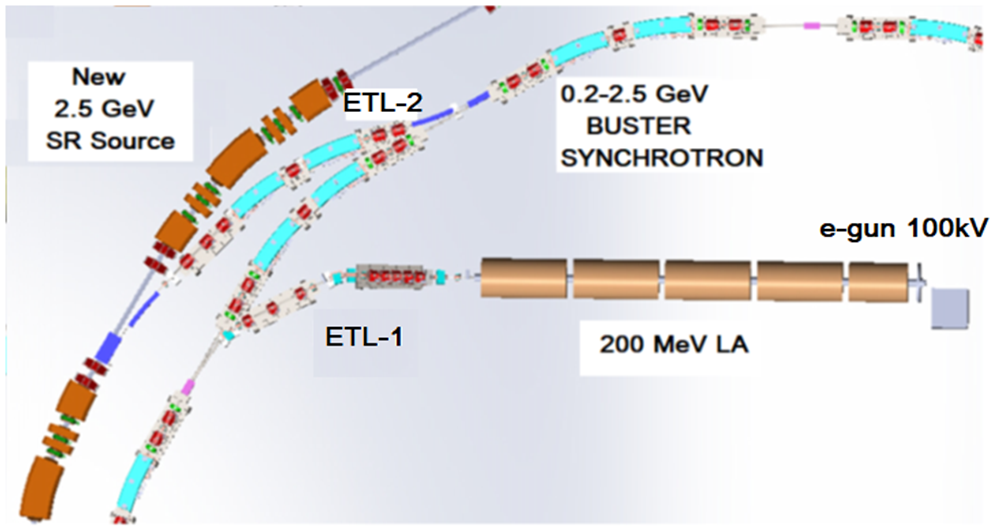 New
2.5 GeV
SR Source
ETL-2
0.2-2.5 GeV
BUSTER
SYNCHROTRON
e-gun 100kV
ETL-1
200 MeV LA